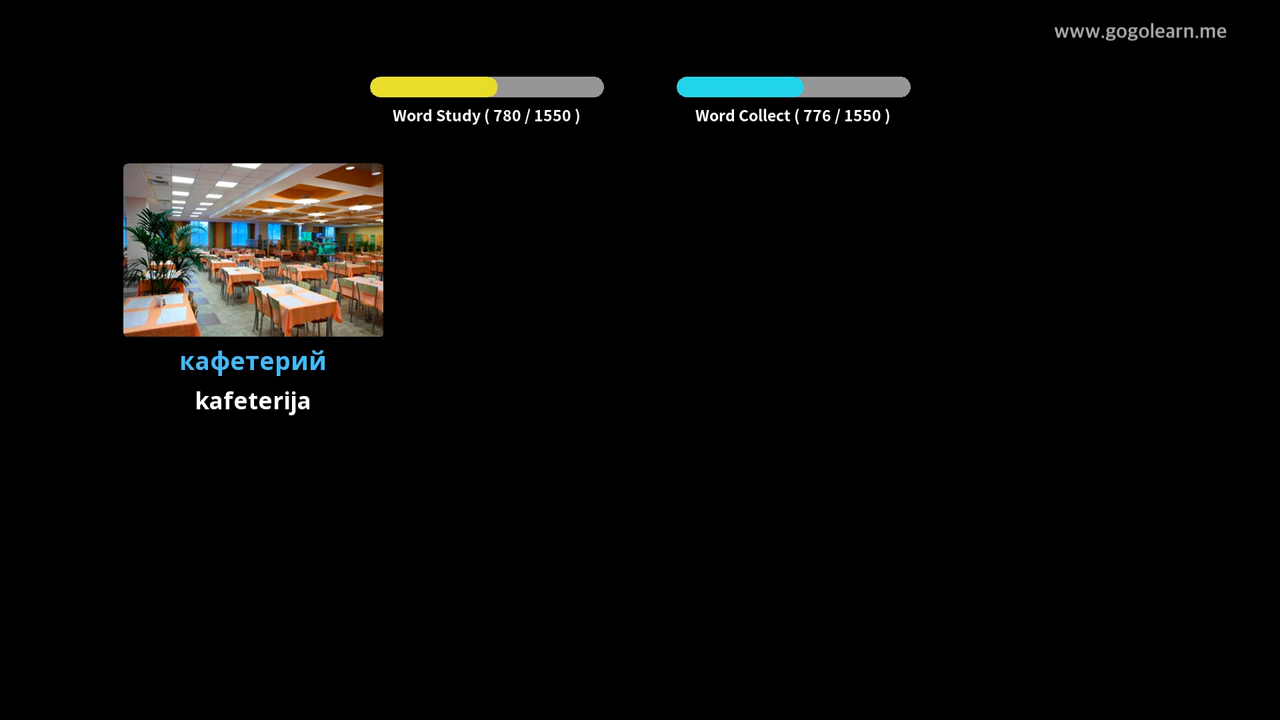 www.gogolearn.me
Word Study ( 780 / 1550 )
Word Collect ( 776 / 1550 )
кафетерий
kafeterija